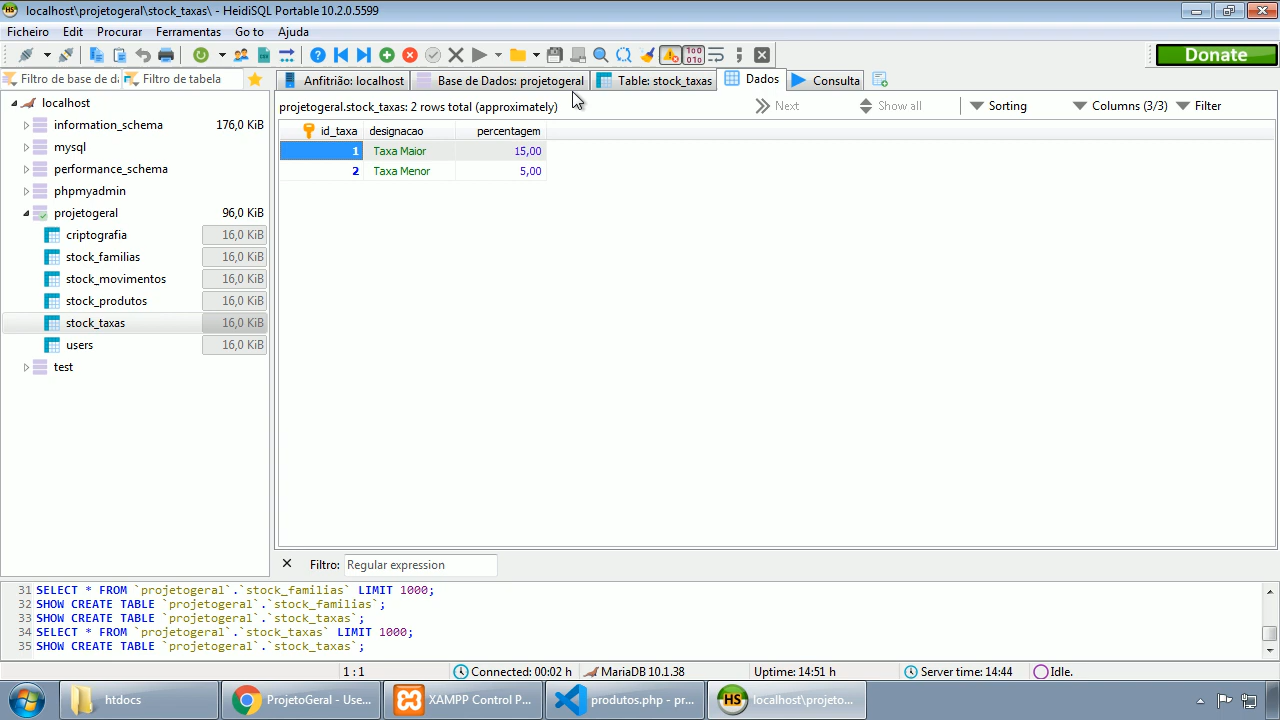 localhost\projetogeral\stock_taxas\ - HeidiSQL Portable 10.2.0.5599
Ficheiro Edit Procurar Ferramentas Go to Ajuda
Donate
Filtro de base de da Filtro de tabela
Anfitrião: localhost Base de Dados: projetogeral Table: stock_taxas Dados Consulta
projetogeral.stock_taxas: 2 rows total (approximately) Next Show all Sorting Columns (3/3) Filter
id_taxa designacao percentagem
1 Taxa Maior 15,00
2 Taxa Menor 5,00
localhost
information_schema 176,0 KiB
mysql
performance_schema
phpmyadmin
projetogeral 96,0 KiB
criptografia 16,0 KiB
stock_familias 16,0 KiB
stock_movimentos 16,0 KiB
stock_produtos 16,0 KiB
stock_taxas 16,0 KiB
users 16,0 KiB
test
Filtro: Regular expression
31 SELECT * FROM `projetogeral`.`stock_familias` LIMIT 1000;
32 SHOW CREATE TABLE `projetogeral`.`stock_familias`;
33 SHOW CREATE TABLE `projetogeral`.`stock_taxas`;
34 SELECT * FROM `projetogeral`.`stock_taxas` LIMIT 1000;
35 SHOW CREATE TABLE `projetogeral`.`stock_taxas`;
1 : 1 Connected: 00:02 h MariaDB 10.1.38 Uptime: 14:51 h Server time: 14:44 Idle.
htdocs ProjetoGeral - Use... XAMPP Control P... produtos.php - pr... HS localhost\projeto...